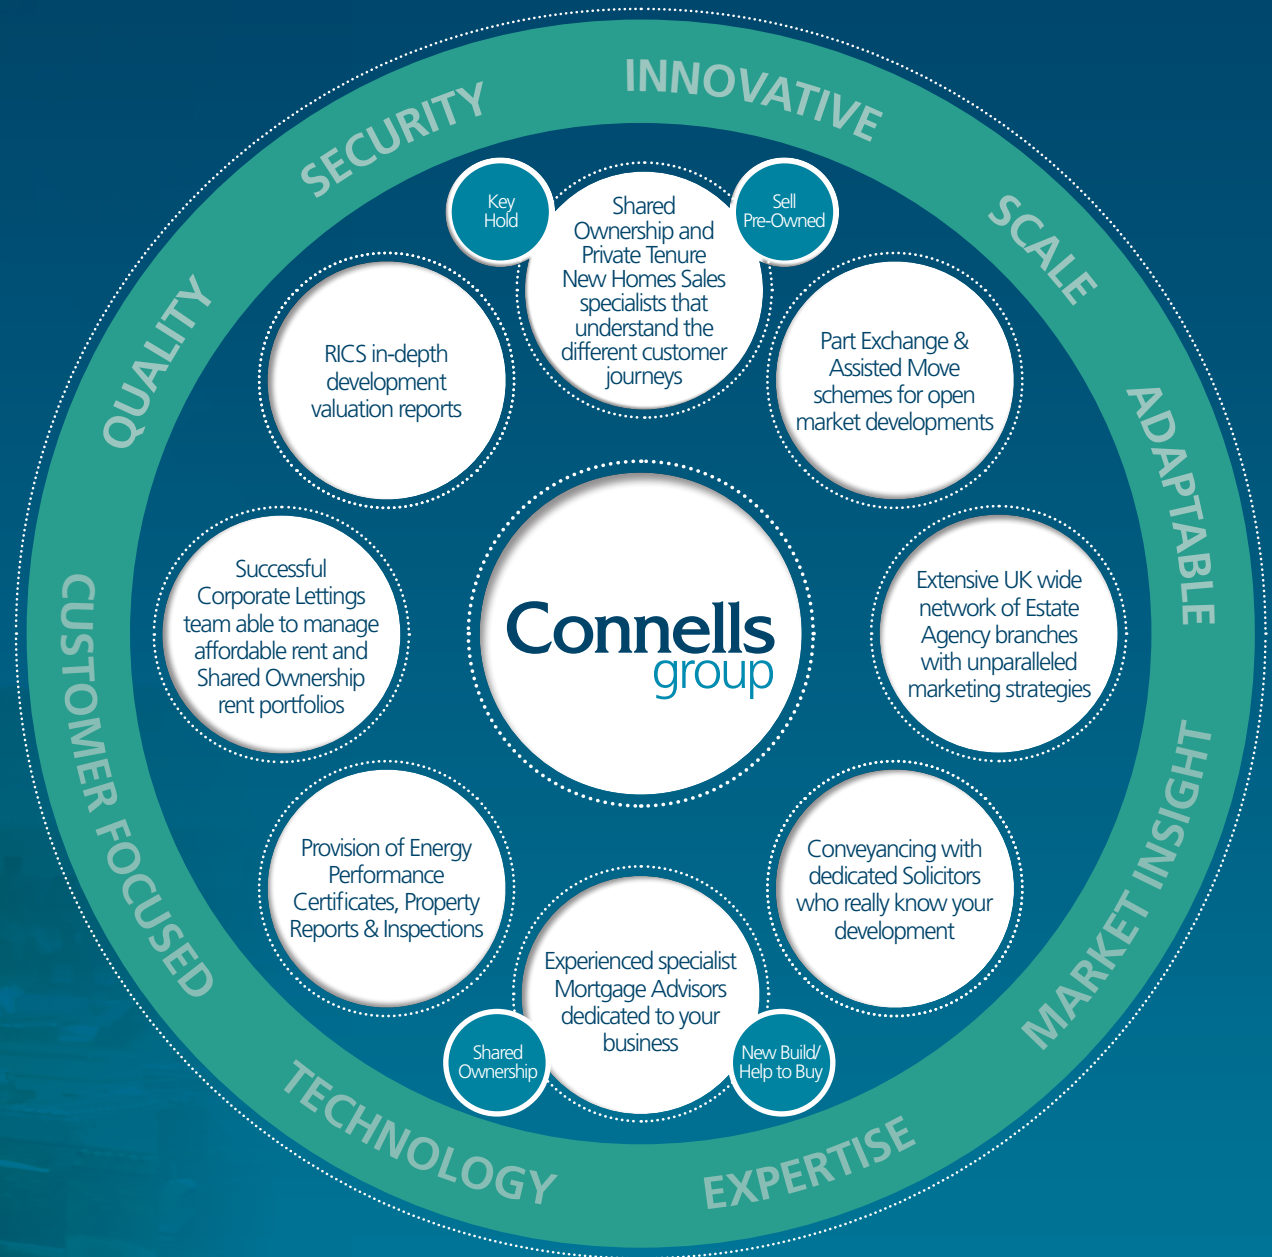 INNOVATIVE
SCALE
ADAPTABLE
MARKET INSIGHT
EXPERTISE
TECHNOLOGY
CUSTOMER FOCUSED
QUALITY
SECURITY
Key
Hold
Shared
Ownership and
Private Tenure
New Homes Sales
specialists that
understand the
different customer
journeys
Sell
Pre-Owned
Part Exchange &
Assisted Move
schemes for open
market developments
Extensive UK wide
network of Estate
Agency branches
with unparalleled
marketing strategies
Conveyancing with
dedicated Solicitors
who really know your
development
Experienced specialist
Mortgage Advisors
dedicated to your
business
New Build/
Help to Buy
Shared
Ownership
Provision of Energy
Performance
Certificates, Property
Reports & Inspections
Successful
Corporate Lettings
team able to manage
affordable rent and
Shared Ownership
rent portfolios
RICS in-depth
development
valuation reports
Connells
group